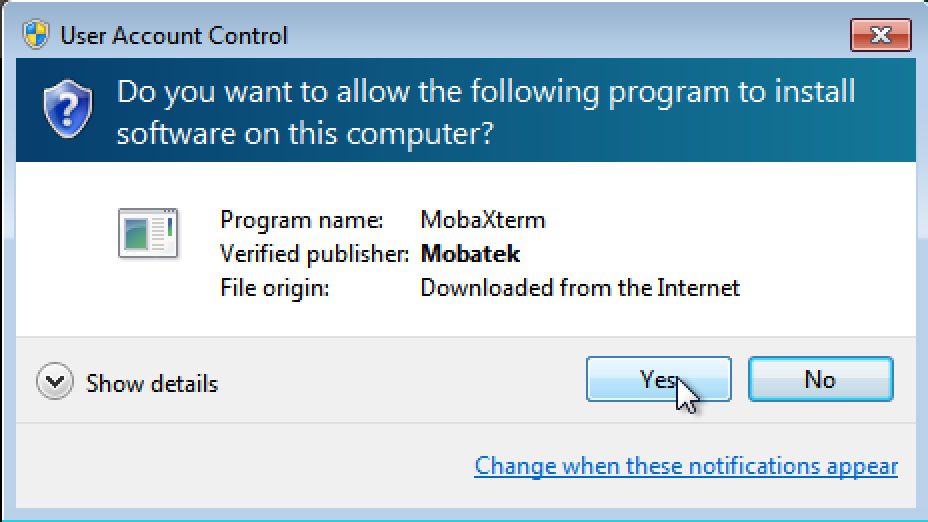 User Account Control
Do you want to allow the following program to install
software on this computer?
Program name: MobaXterm
Verified publisher: Mobatek
File origin: Downloaded from the Internet
Show details
Yes
No
Change when these notifications appear